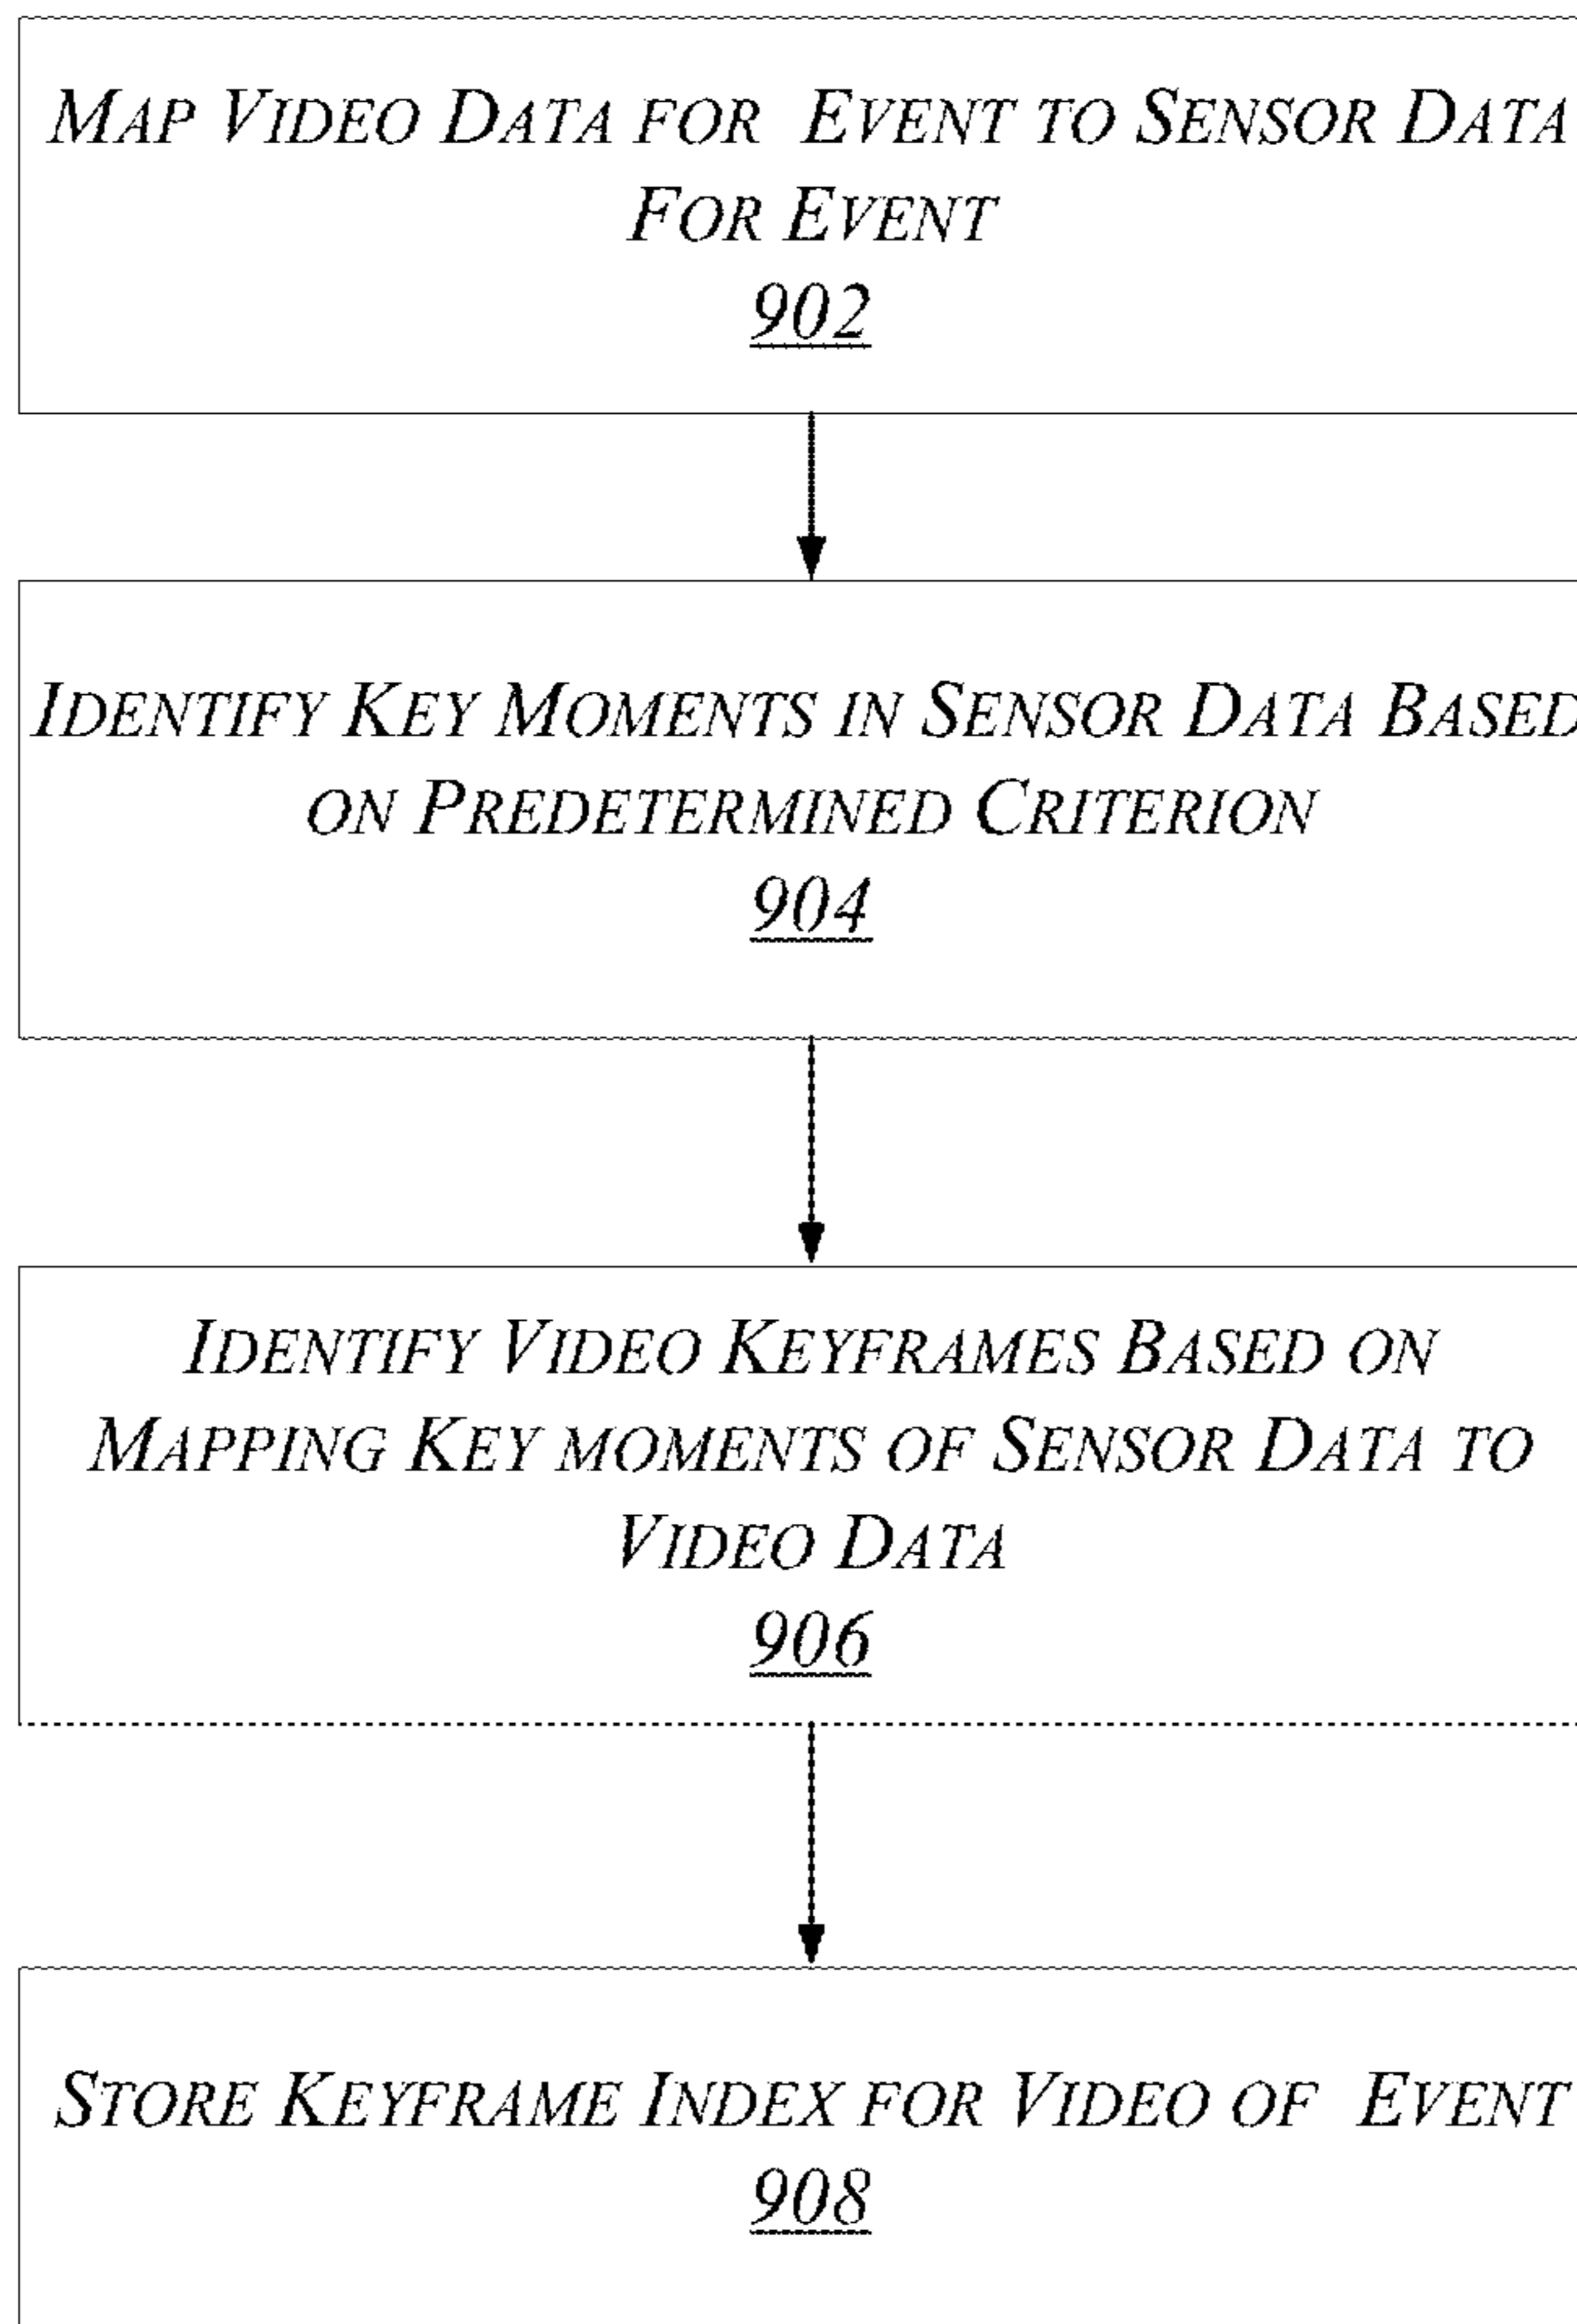 MAP VIDEO DATA FOR EVENT TO SENSOR DATA
FOR EVENT
902
IDENTIFY KEY MOMENTS IN SENSOR DATA BASED
ON PREDETERMINED CRITERION
904
IDENTIFY VIDEO KEYFRAMES BASED ON
MAPPING KEY MOMENTS OF SENSOR DATA TO
VIDEO DATA
906
STORE KEYFRAME INDEX FOR VIDEO OF EVENT
908